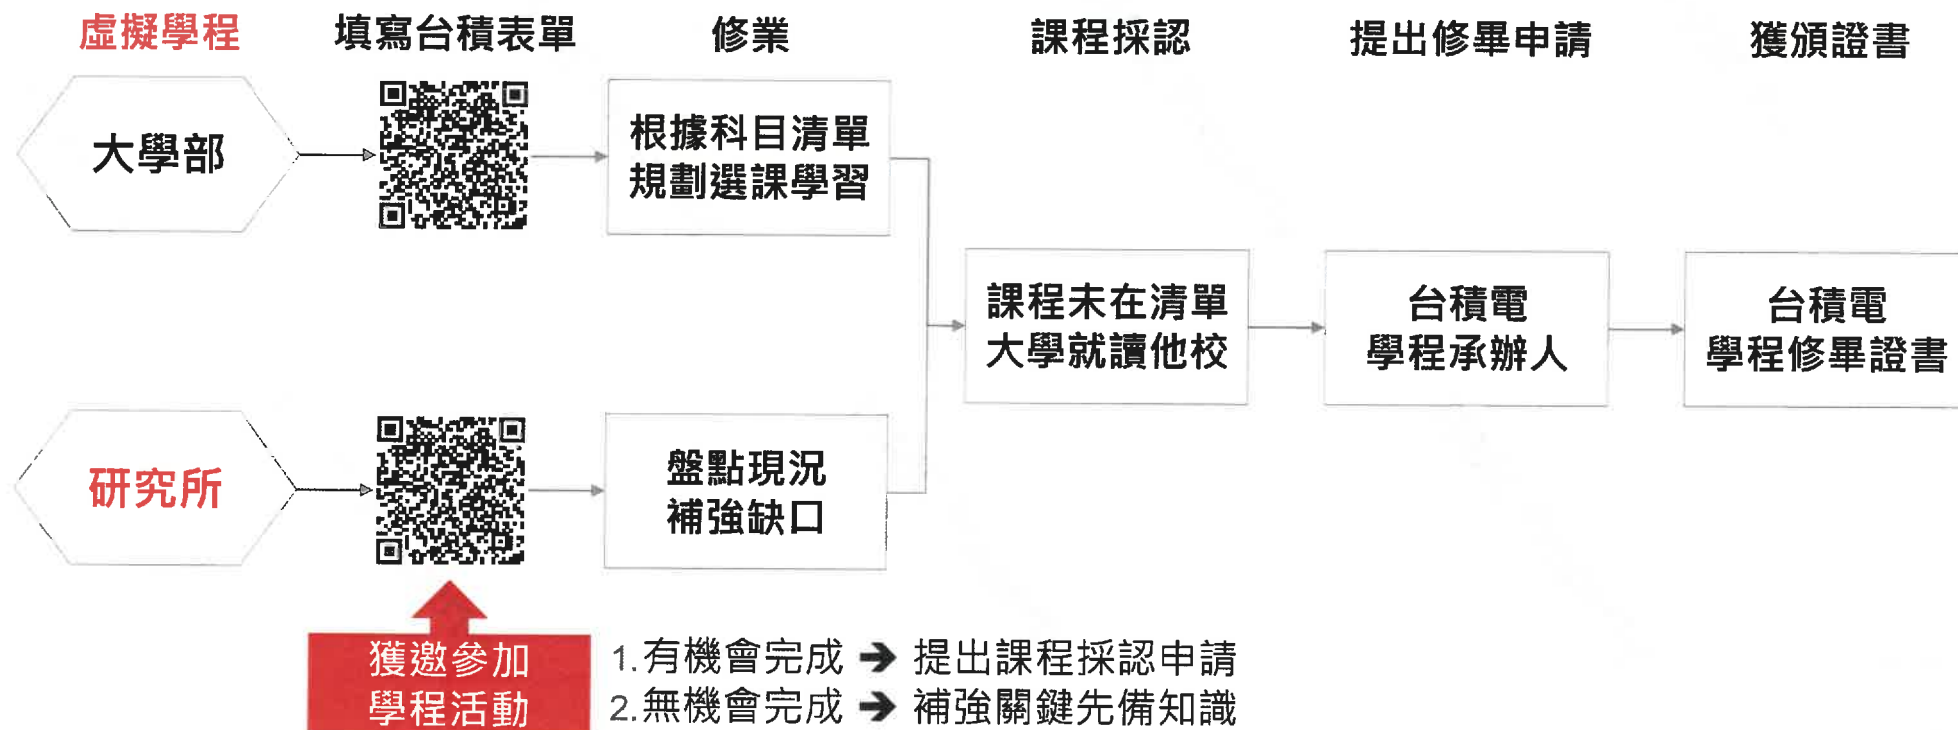 虛擬學程
填寫台積表單
修業
課程採認
提出修畢申請
獲頒證書
大學部
根據科目清單
規劃選課學習
課程未在清單
大學就讀他校
台積電
學程承辦人
台積電
學程修畢證書
研究所
盤點現況
補強缺口
獲邀參加
學程活動
1.有機會完成 ➔ 提出課程採認申請
2.無機會完成 ➔ 補強關鍵先備知識